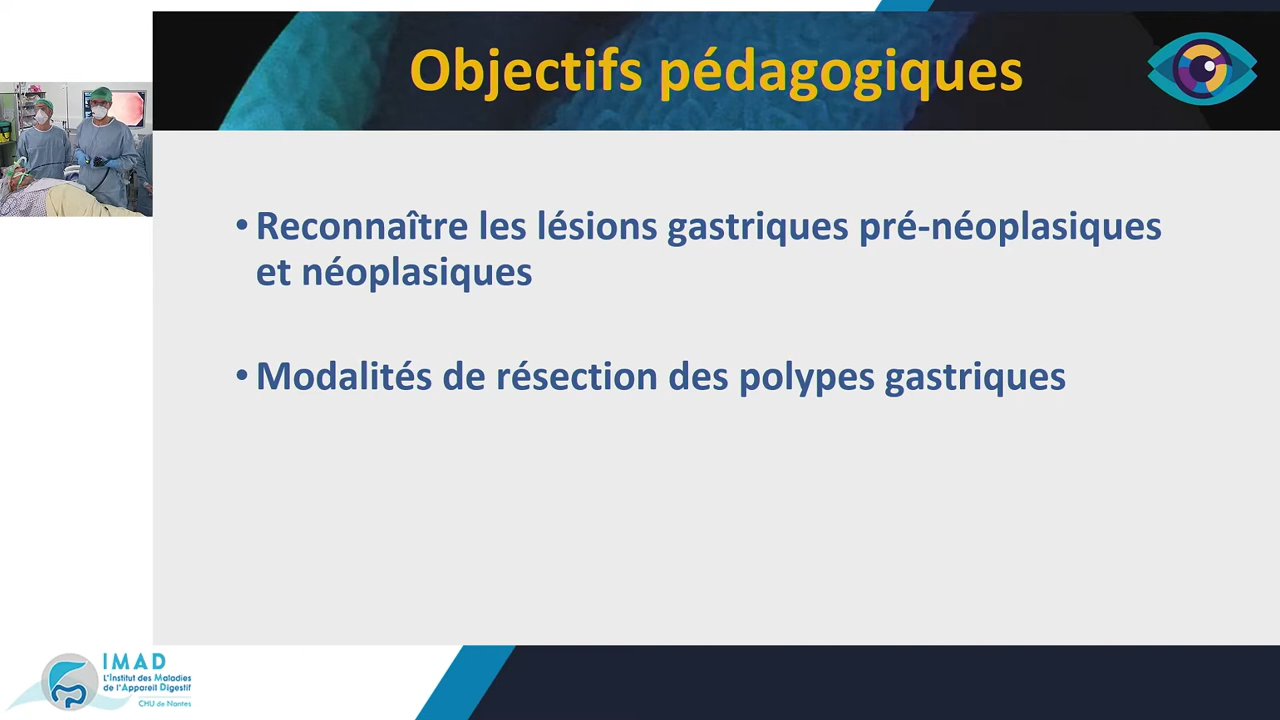 Objectifs pédagogiques
• Reconnaître les lésions gastriques pré-néoplasiques
et néoplasiques
• Modalités de résection des polypes gastriques
IMAD
L'Institut des Maladies
de l'Appareil Digestif
CHU de Nantes